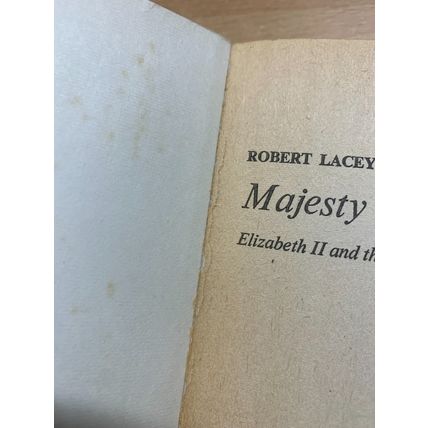 ROBERT LACEY
Majesty
Elizabeth II and th